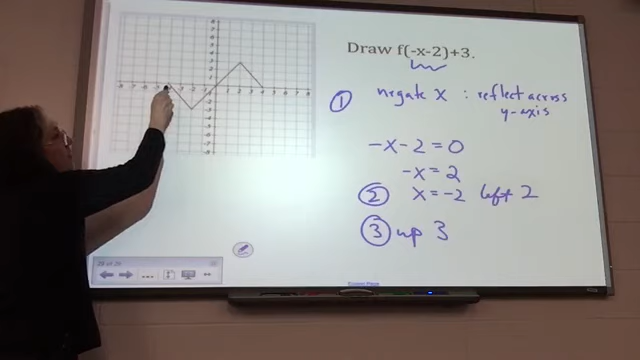 Draw f(-x-2)+3.
① negate x : reflect across
y-axis
-x-2=0
-x=2
② x=-2 left 2
③ up 3